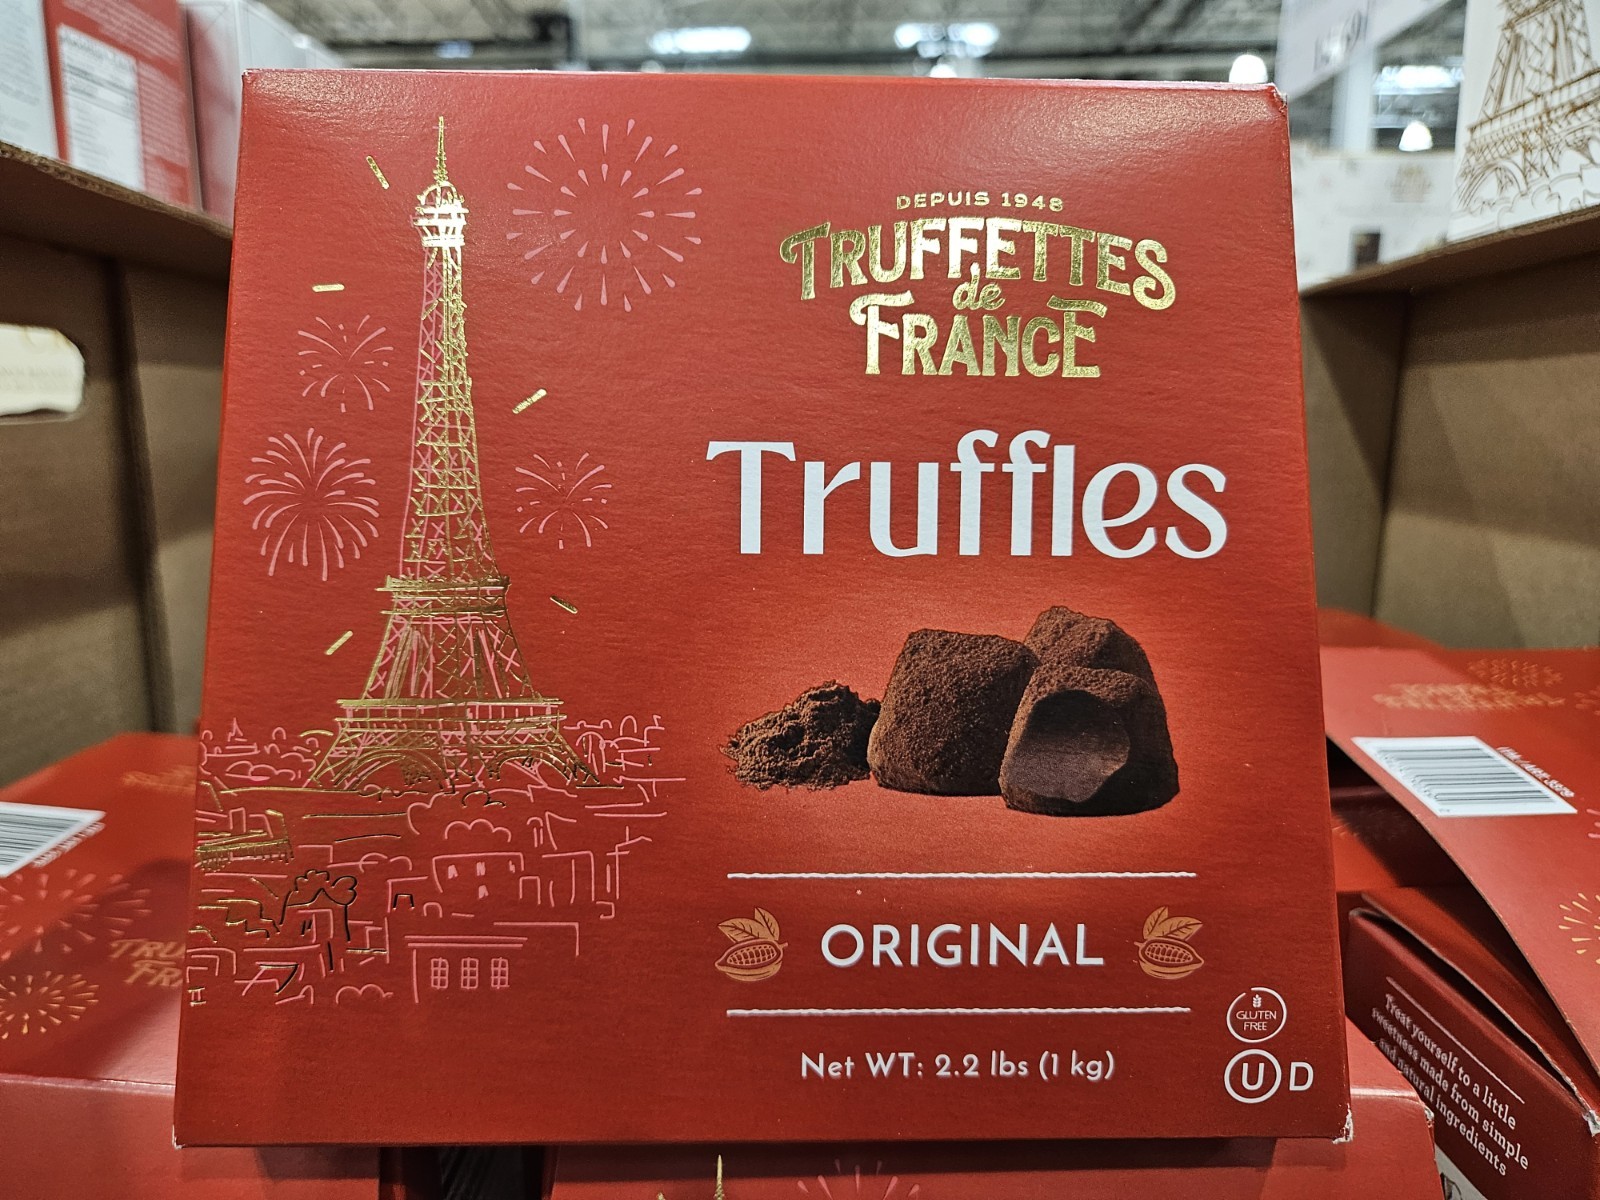 DEPUIS 1948
TRUFFETTES
de
FRANCE
Truffles
ORIGINAL
Net WT: 2.2 lbs (1 kg)
GLUTEN
FREE
U D
Treat yourself to a little
sweetness made from simple
and natural ingredients